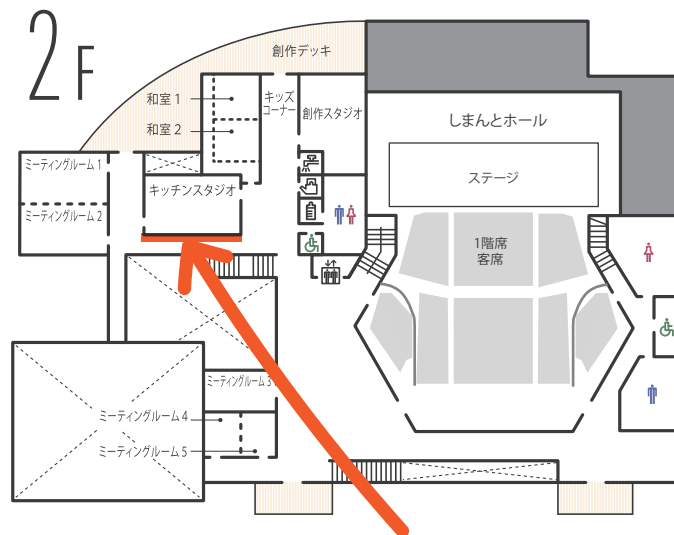 2F
創作デッキ
和室 1
キッズ
コーナー
創作スタジオ
和室 2
しまんとホール
ミーティングルーム 1
ステージ
キッチンスタジオ
ミーティングルーム 2
1階席
客席
ミーティングルーム 3
ミーティングルーム 4
ミーティングルーム 5